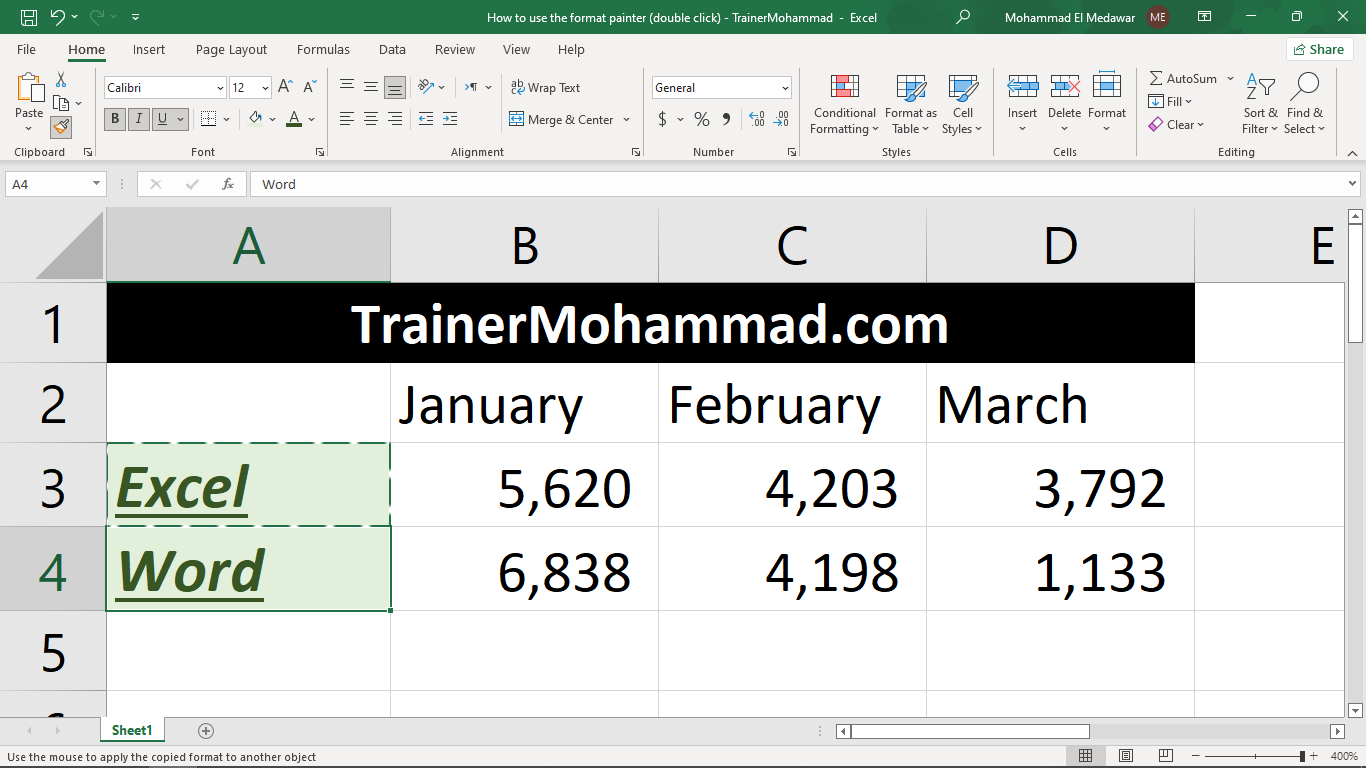 How to use the format painter (double click) - TrainerMohammad - Excel
Mohammad El Medawar ME
File Home Insert Page Layout Formulas Data Review View Help Share
Paste
Clipboard
Calibri 12
B I U
A A A
Font
ab Wrap Text
Merge & Center
Alignment
General
$ % 9 .00 .00
Number
Conditional Formatting
Format as Table
Cell Styles
Styles
Insert Delete Format
Cells
AutoSum
Fill
Clear
Sort & Filter
Find & Select
Editing
A4 fx Word
A B C D E
1 TrainerMohammad.com
2 January February March
3 Excel 5,620 4,203 3,792
4 Word 6,838 4,198 1,133
5
Sheet1
Use the mouse to apply the copied format to another object 400%